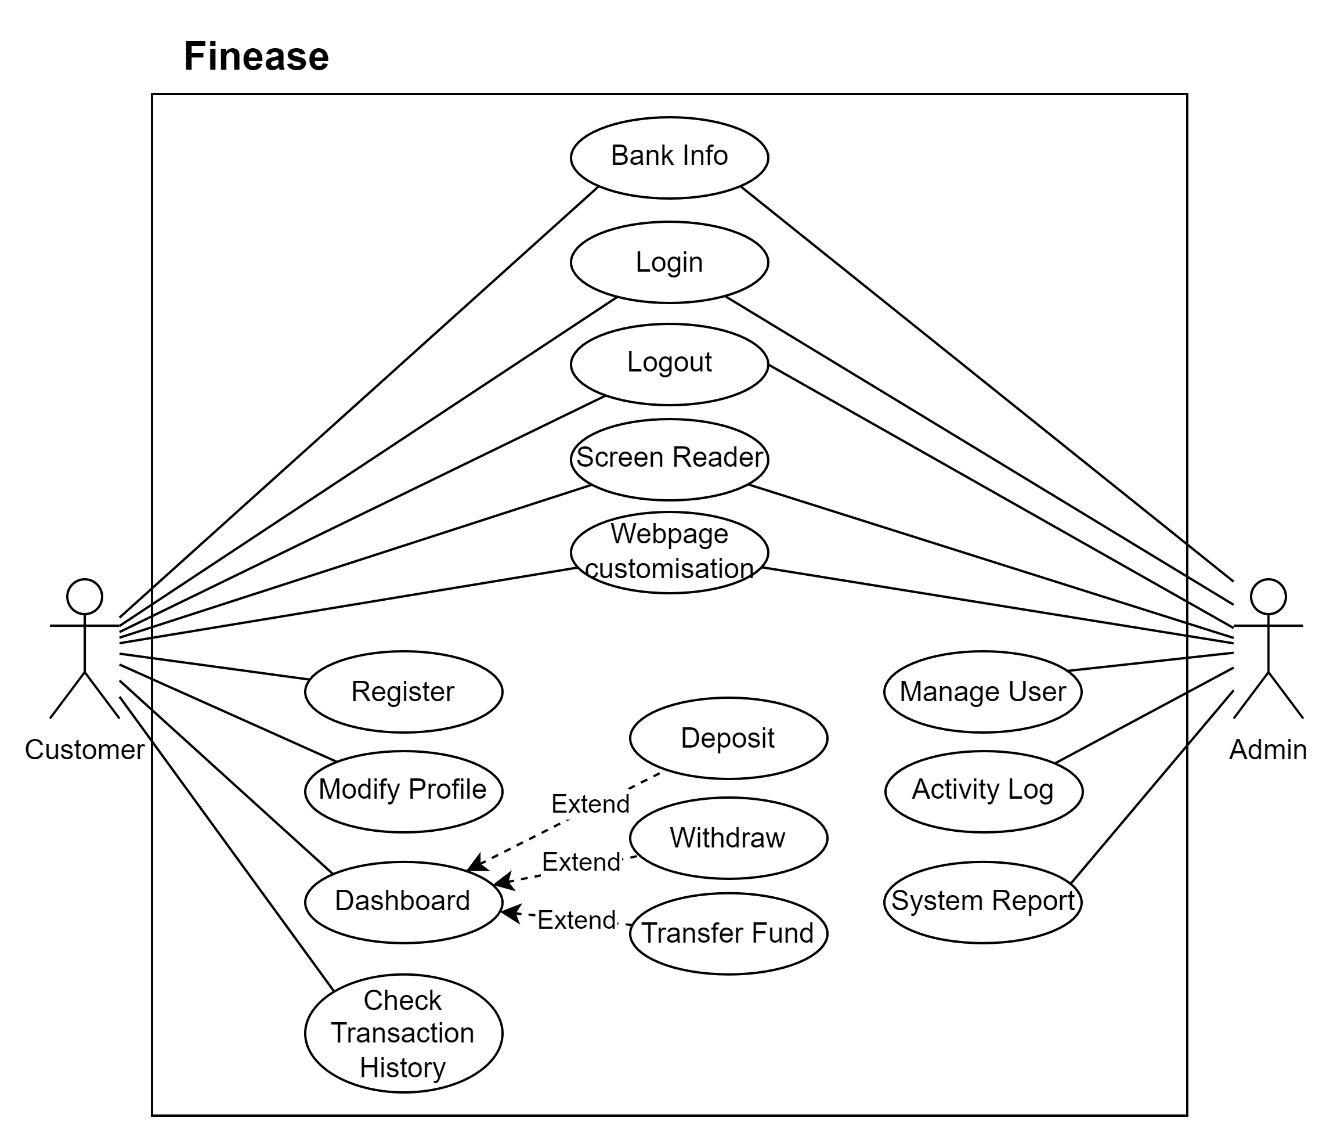 Finease
Bank Info
Login
Logout
Screen Reader
Webpage
customisation
Customer
Admin
Register
Modify Profile
Dashboard
Check
Transaction
History
Deposit
Withdraw
Transfer Fund
Extend
Extend
Extend
Manage User
Activity Log
System Report